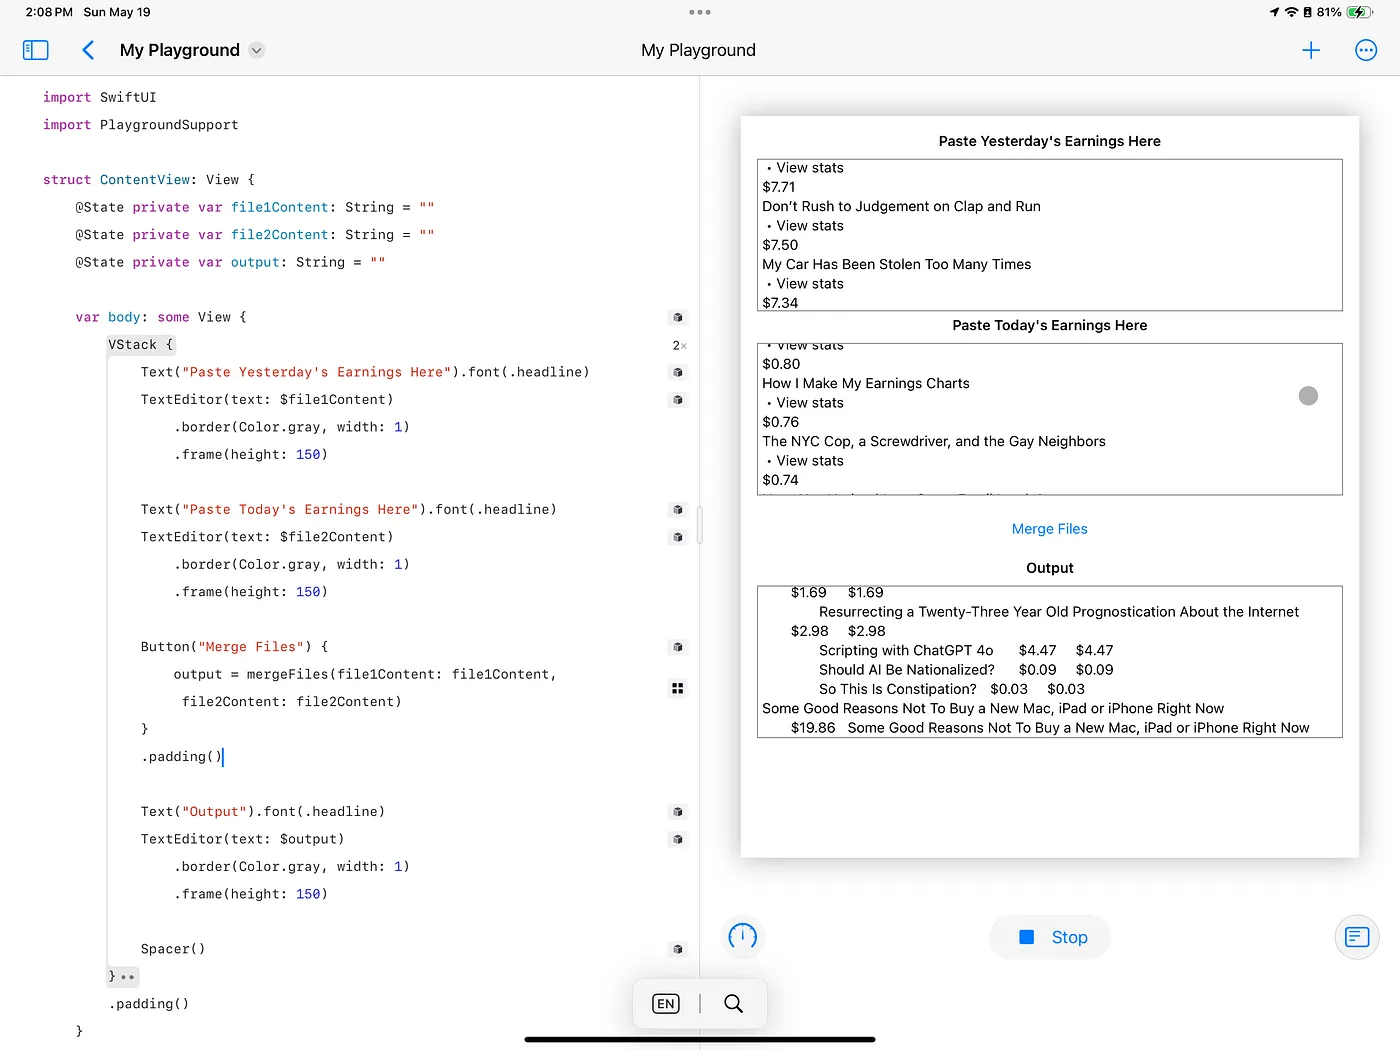 2:08 PM Sun May 19
81%
My Playground
My Playground
import SwiftUI
import PlaygroundSupport
struct ContentView: View {
@State private var file1Content: String = ""
@State private var file2Content: String = ""
@State private var output: String = ""
var body: some View {
VStack {
2×
Text("Paste Yesterday's Earnings Here").font(.headline)
TextEditor(text: $file1Content)
.border(Color.gray, width: 1)
.frame(height: 150)
Text("Paste Today's Earnings Here").font(.headline)
TextEditor(text: $file2Content)
.border(Color.gray, width: 1)
.frame(height: 150)
Button("Merge Files") {
output = mergeFiles(file1Content: file1Content,
file2Content: file2Content)
}
.padding()
Text("Output").font(.headline)
TextEditor(text: $output)
.border(Color.gray, width: 1)
.frame(height: 150)
Spacer()
}
.padding()
}
Paste Yesterday's Earnings Here
• View stats
$7.71
Don't Rush to Judgement on Clap and Run
• View stats
$7.50
My Car Has Been Stolen Too Many Times
• View stats
$7.34
Paste Today's Earnings Here
• View stats
$0.80
How I Make My Earnings Charts
• View stats
$0.76
The NYC Cop, a Screwdriver, and the Gay Neighbors
• View stats
$0.74
Merge Files
Output
$1.69 $1.69
Resurrecting a Twenty-Three Year Old Prognostication About the Internet
$2.98 $2.98
Scripting with ChatGPT 4o $4.47 $4.47
Should AI Be Nationalized? $0.09 $0.09
So This Is Constipation? $0.03 $0.03
Some Good Reasons Not To Buy a New Mac, iPad or iPhone Right Now
$19.86 Some Good Reasons Not To Buy a New Mac, iPad or iPhone Right Now
Stop
EN